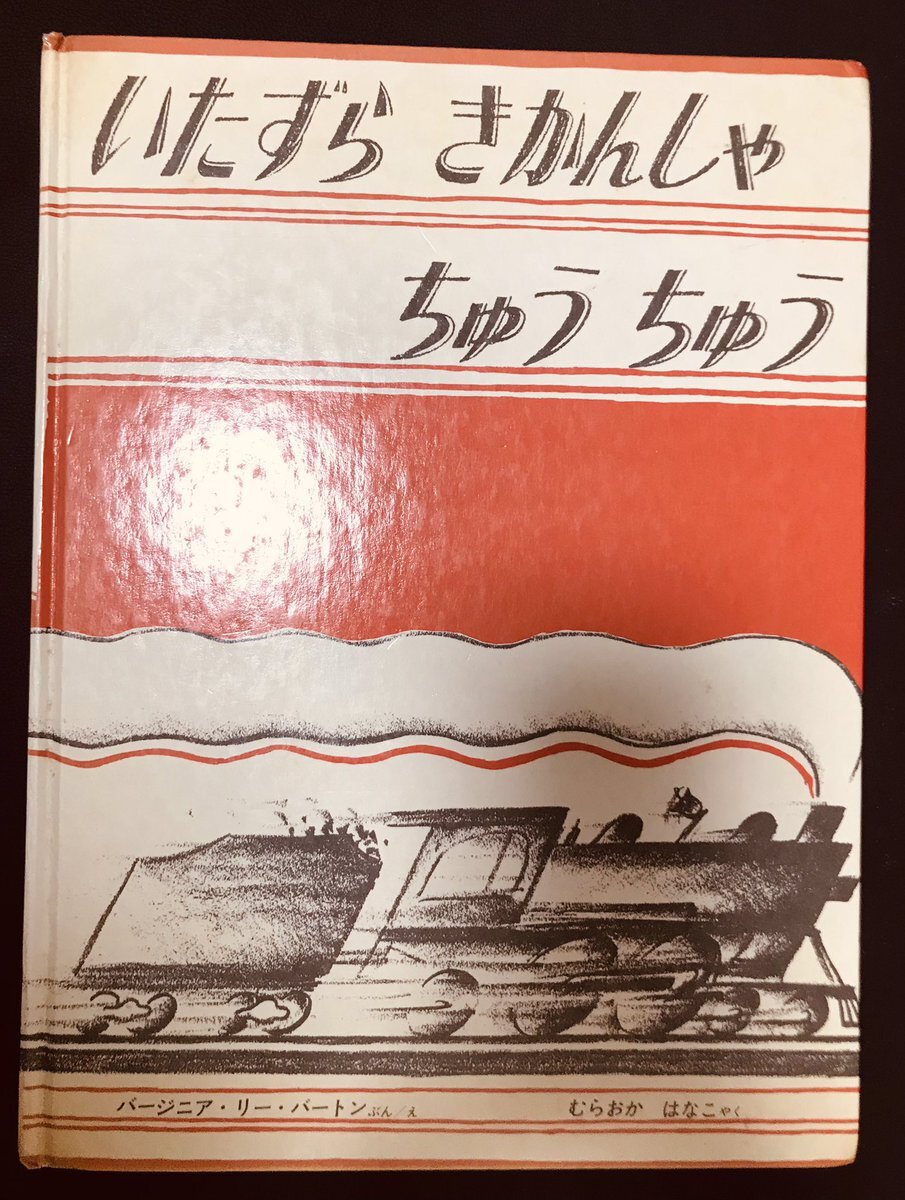 いたずら きかんしゃ
ちゅう ちゅう
バージニア・リー・バートン ぶん/え むらおか はなこ やく